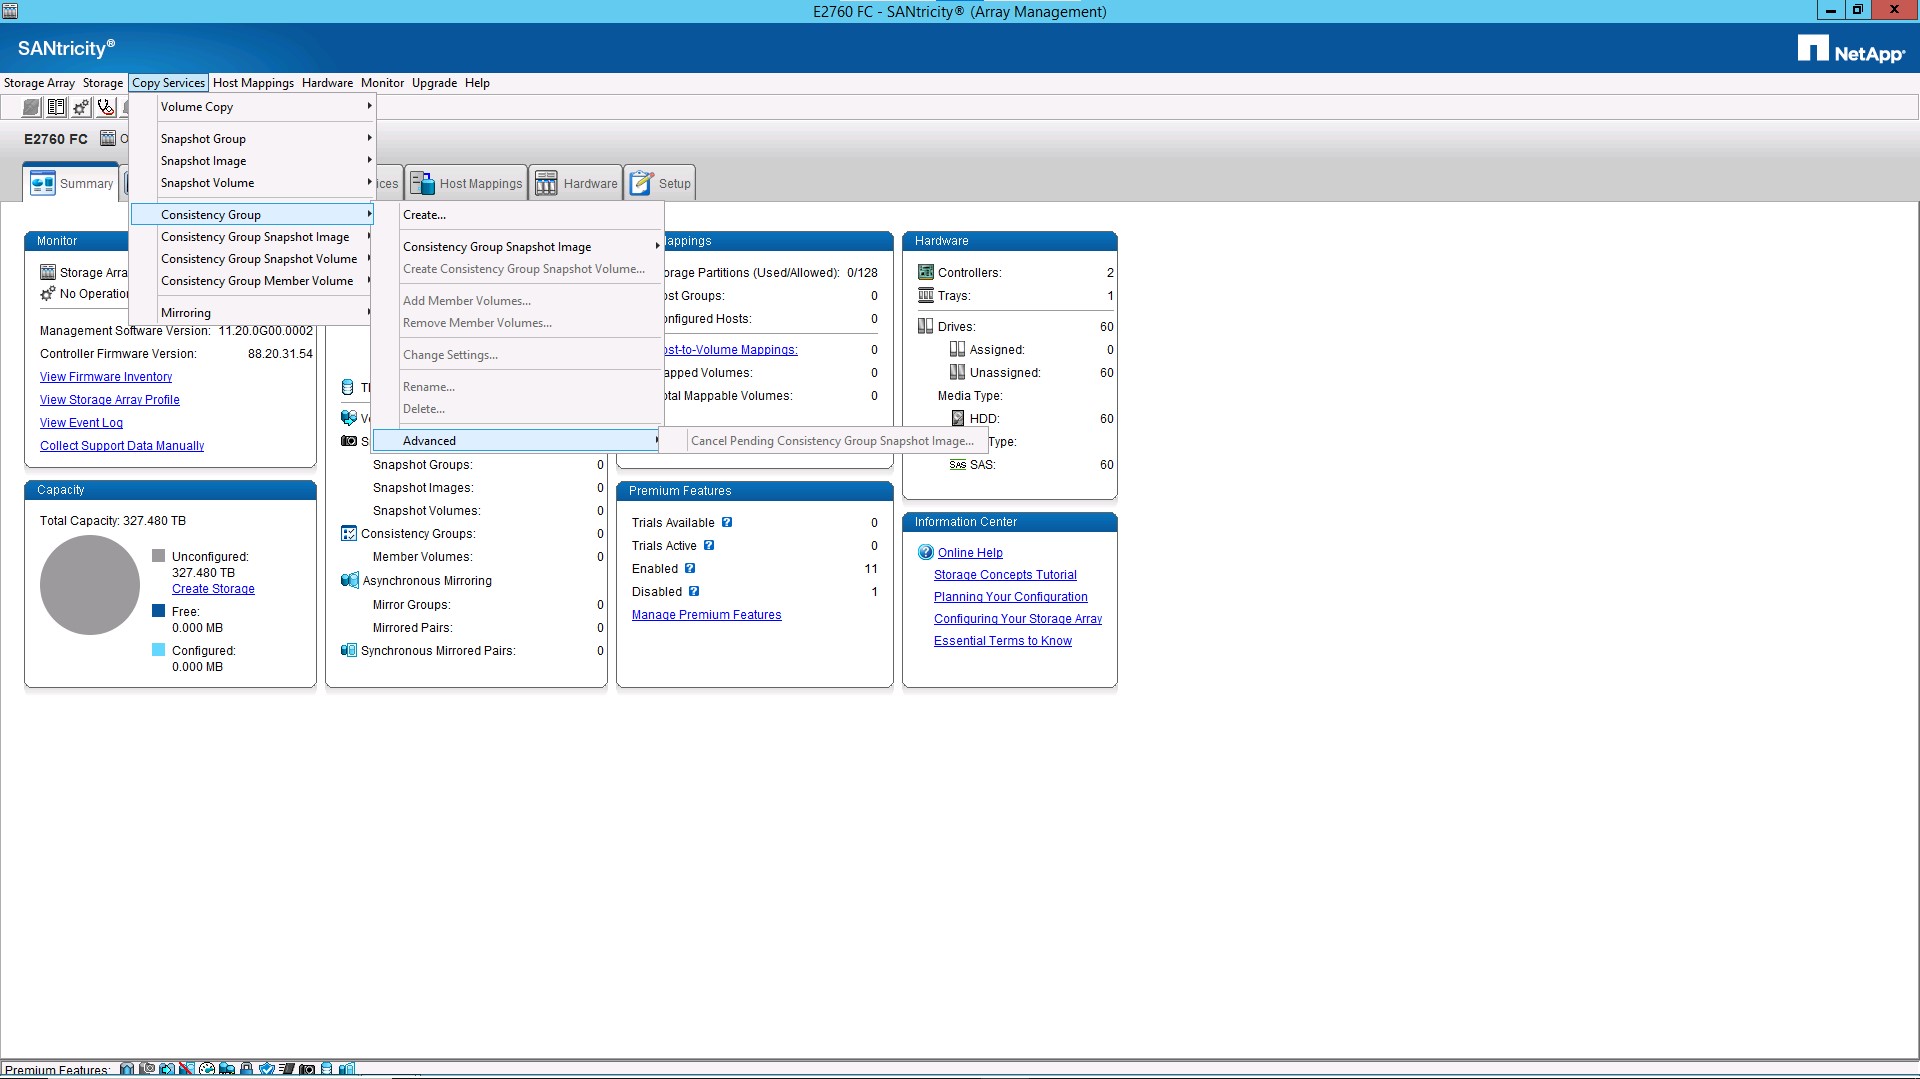 E2760 FC - SANtricity® (Array Management)
SANtricity®
NetApp®
Storage Array Storage Copy Services Host Mappings Hardware Monitor Upgrade Help
Volume Copy
Snapshot Group
Snapshot Image
Snapshot Volume
Consistency Group
Consistency Group Snapshot Image
Consistency Group Snapshot Volume
Consistency Group Member Volume
Mirroring
Create...
Consistency Group Snapshot Image
Create Consistency Group Snapshot Volume...
Add Member Volumes...
Remove Member Volumes...
Change Settings...
Rename...
Delete...
Advanced
Cancel Pending Consistency Group Snapshot Image...
E2760 FC
Summary
Host Mappings
Hardware
Setup
Monitor
Storage Arra
No Operation
Management Software Version: 11.20.0G00.0002
Controller Firmware Version: 88.20.31.54
View Firmware Inventory
View Storage Array Profile
View Event Log
Collect Support Data Manually
Capacity
Total Capacity: 327.480 TB
Unconfigured:
327.480 TB
Create Storage
Free:
0.000 MB
Configured:
0.000 MB
Snapshot Groups: 0
Snapshot Images: 0
Snapshot Volumes: 0
Consistency Groups: 0
Member Volumes: 0
Asynchronous Mirroring
Mirror Groups: 0
Mirrored Pairs: 0
Synchronous Mirrored Pairs: 0
Mappings
orage Partitions (Used/Allowed): 0/128
ost Groups: 0
onfigured Hosts: 0
ost-to-Volume Mappings: 0
apped Volumes: 0
otal Mappable Volumes: 0
Premium Features
Trials Available 0
Trials Active 0
Enabled 11
Disabled 1
Manage Premium Features
Hardware
Controllers: 2
Trays: 1
Drives: 60
Assigned: 0
Unassigned: 60
Media Type:
HDD: 60
Type:
SAS SAS: 60
Information Center
Online Help
Storage Concepts Tutorial
Planning Your Configuration
Configuring Your Storage Array
Essential Terms to Know
Premium Features: